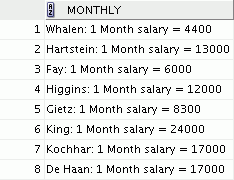 MONTHLY
1 Whalen: 1 Month salary = 4400
2 Hartstein: 1 Month salary = 13000
3 Fay: 1 Month salary = 6000
4 Higgins: 1 Month salary = 12000
5 Gietz: 1 Month salary = 8300
6 King: 1 Month salary = 24000
7 Kochhar: 1 Month salary = 17000
8 De Haan: 1 Month salary = 17000